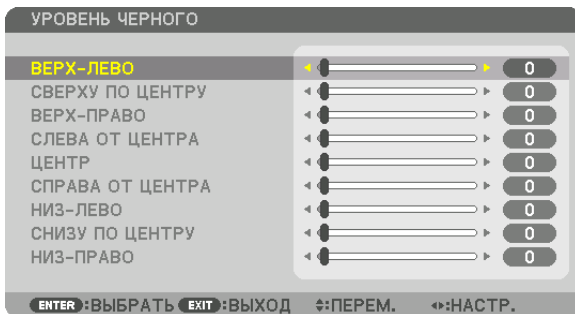 УРОВЕНЬ ЧЕРНОГО
ВЕРХ-ЛЕВО 0
СВЕРХУ ПО ЦЕНТРУ 0
ВЕРХ-ПРАВО 0
СЛЕВА ОТ ЦЕНТРА 0
ЦЕНТР 0
СПРАВА ОТ ЦЕНТРА 0
НИЗ-ЛЕВО 0
СНИЗУ ПО ЦЕНТРУ 0
НИЗ-ПРАВО 0
ENTER:ВЫБРАТЬ EXIT:ВЫХОД :ПЕРЕМ. :НАСТР.